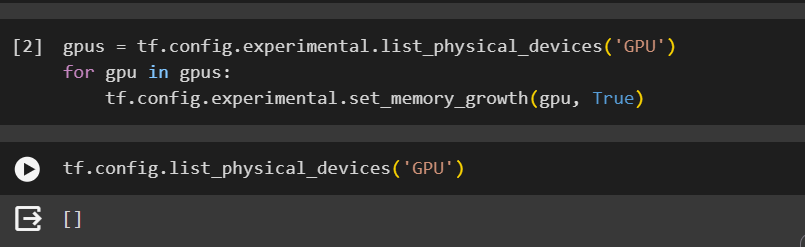 [2] gpus = tf.config.experimental.list_physical_devices('GPU')
for gpu in gpus:
    tf.config.experimental.set_memory_growth(gpu, True)
tf.config.list_physical_devices('GPU')
[]